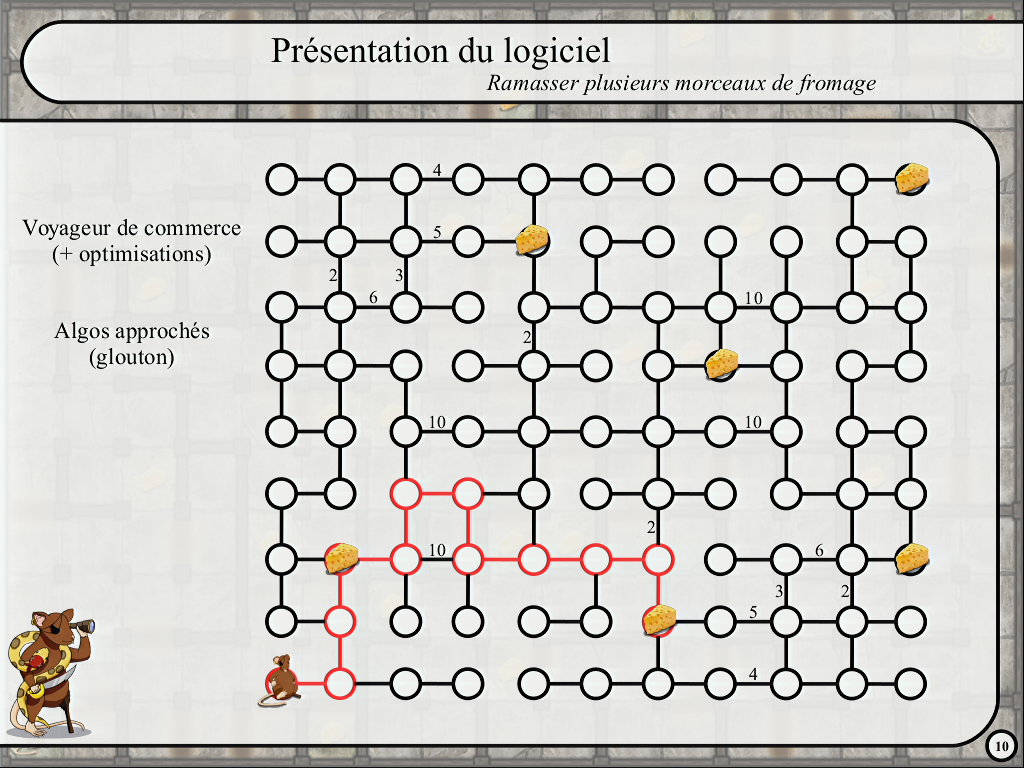 Présentation du logiciel
Ramasser plusieurs morceaux de fromage
4
Voyageur de commerce
(+ optimisations)
5
2
3
6
10
Algos approchés
(glouton)
2
10
10
2
10
6
3
2
5
4
10